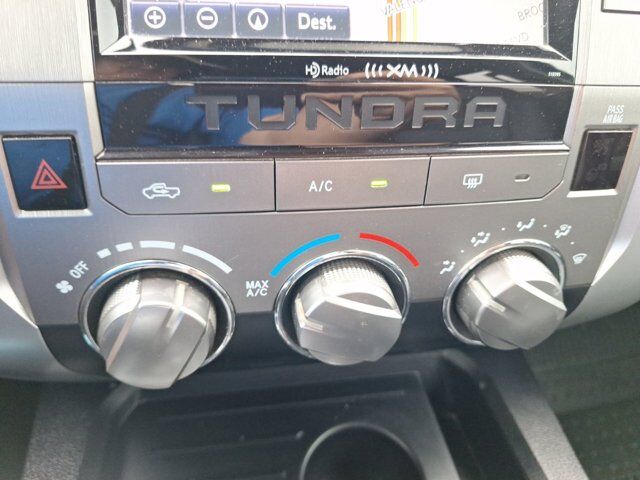 Dest.
HD Radio (((XM)))
TUNDRA
PASS
AIR BAG
A/C
OFF
MAX
A/C